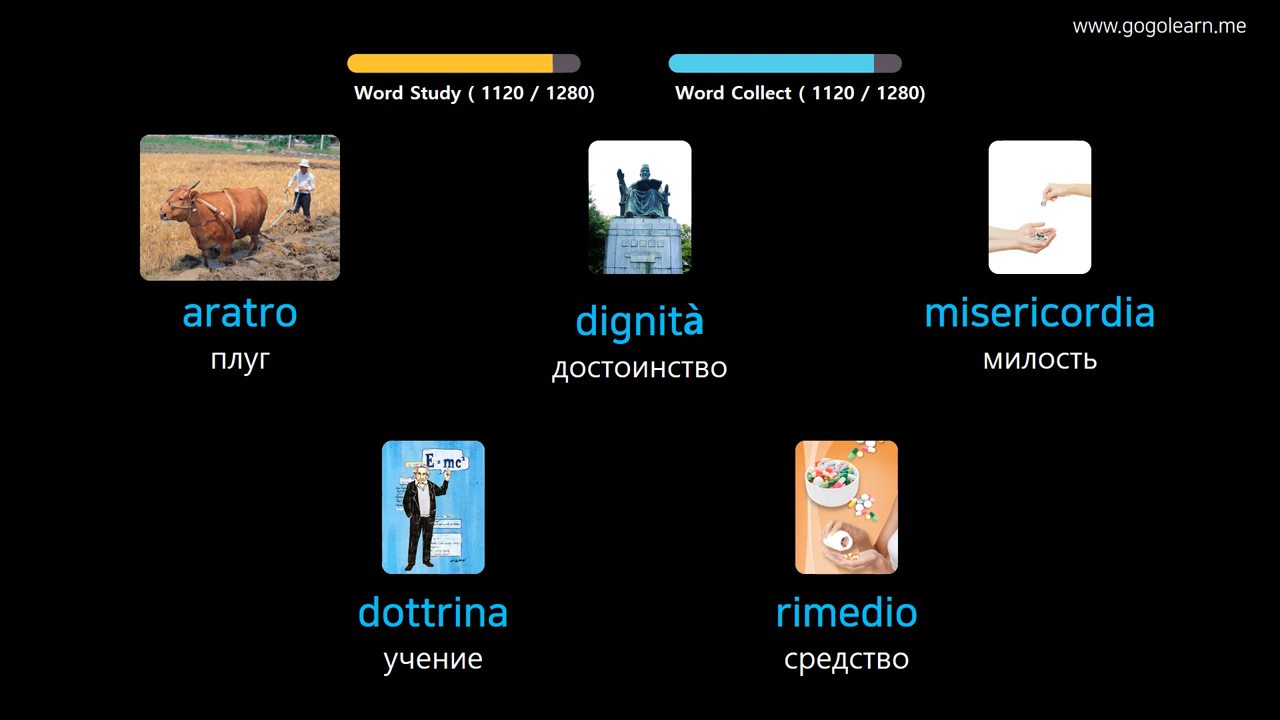 www.gogolearn.me
Word Study ( 1120 / 1280)
Word Collect ( 1120 / 1280)
aratro
плуг
dignità
достоинство
misericordia
милость
E=mc²
dottrina
учение
rimedio
средство